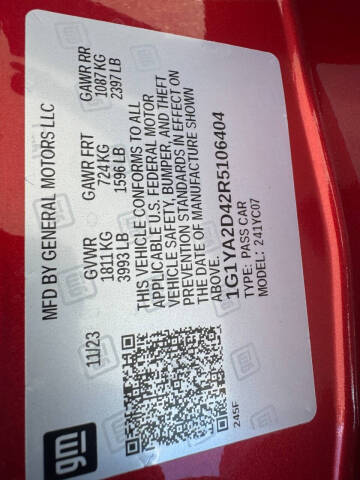 MFD BY GENERAL MOTORS LLC
11/23 GVWR GAWR FRT GAWR RR
1811 KG 724 KG 1087 KG
3993 LB 1596 LB 2397 LB
THIS VEHICLE CONFORMS TO ALL
APPLICABLE U.S. FEDERAL MOTOR
VEHICLE SAFETY, BUMPER, AND THEFT
PREVENTION STANDARDS IN EFFECT ON
THE DATE OF MANUFACTURE SHOWN
ABOVE.
1G1YA2D42R5106404
TYPE: PASS CAR
MODEL: 241YC07
245F
gm